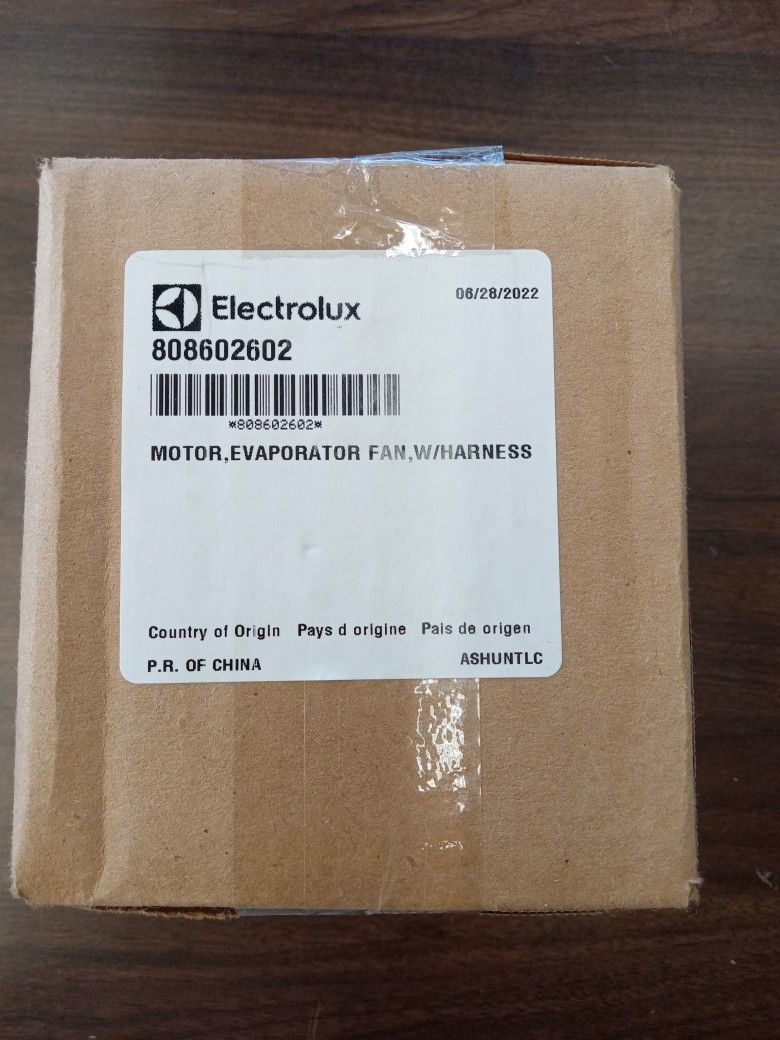 Electrolux
06/28/2022
808602602
*808602602*
MOTOR,EVAPORATOR FAN,W/HARNESS
Country of Origin Pays d origine Pais de origen
P.R. OF CHINA ASHUNTLC